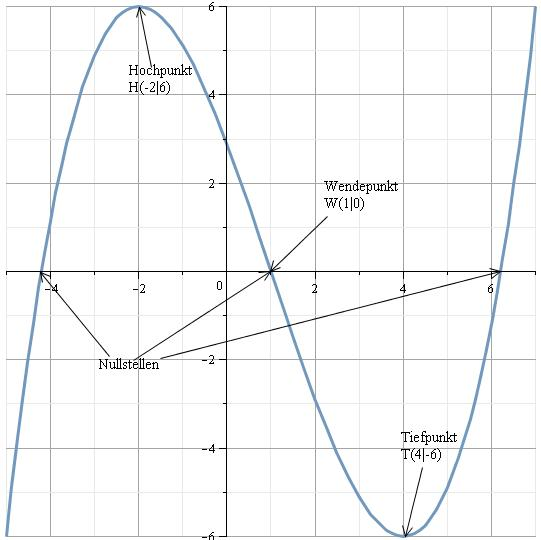 6
Hochpunkt
H(-2|6)
4
Wendepunkt
W(1|0)
2
−4
−2
0
2
4
6
Nullstellen
−2
Tiefpunkt
T(4|-6)
−4
−6